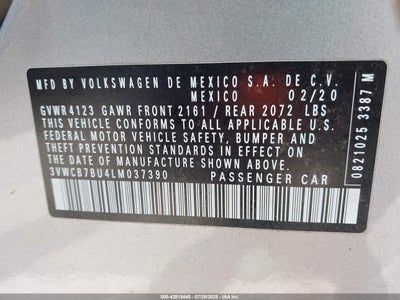 MFD BY VOLKSWAGEN DE MEXICO S.A. DE C.V.
MEXICO 02/20
GVWR 4123 GAWR FRONT 2161 / REAR 2072 LBS
THIS VEHICLE CONFORMS TO ALL APPLICABLE U.S.
FEDERAL MOTOR VEHICLE SAFETY, BUMPER AND
THEFT PREVENTION STANDARDS IN EFFECT ON
THE DATE OF MANUFACTURE SHOWN ABOVE.
3VWCB7BU4LM037390 PASSENGER CAR
0821025 3387 M